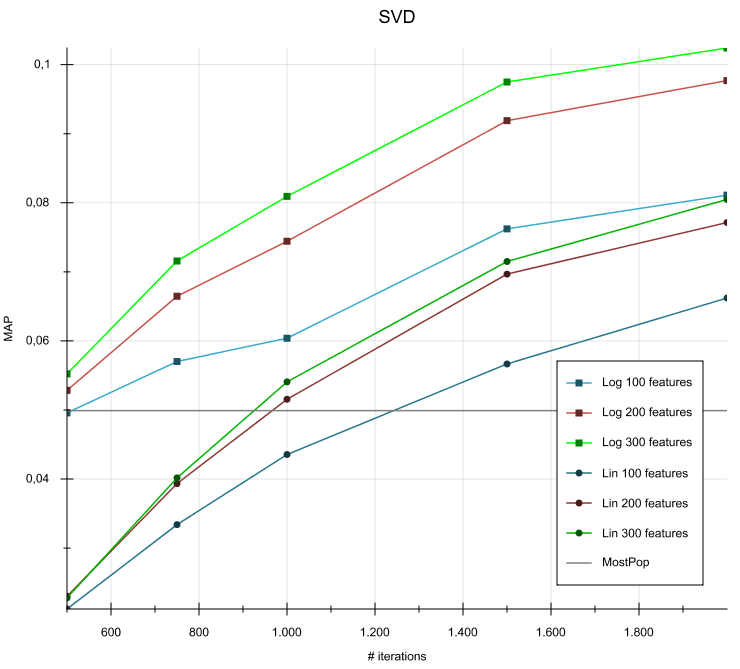 SVD
0,1
0,08
0,06
0,04
MAP
600 800 1.000 1.200 1.400 1.600 1.800
# iterations
Log 100 features
Log 200 features
Log 300 features
Lin 100 features
Lin 200 features
Lin 300 features
MostPop